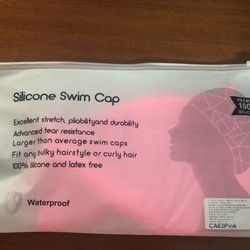 Silicone Swim Cap
Excellent stretch, pliabilityand durability
Advanced tear resistance
Larger than average swim caps
Fit any bulky hairstyle or curly hair
100% Silicone and latex free
Waterproof
100%
CA63Pink